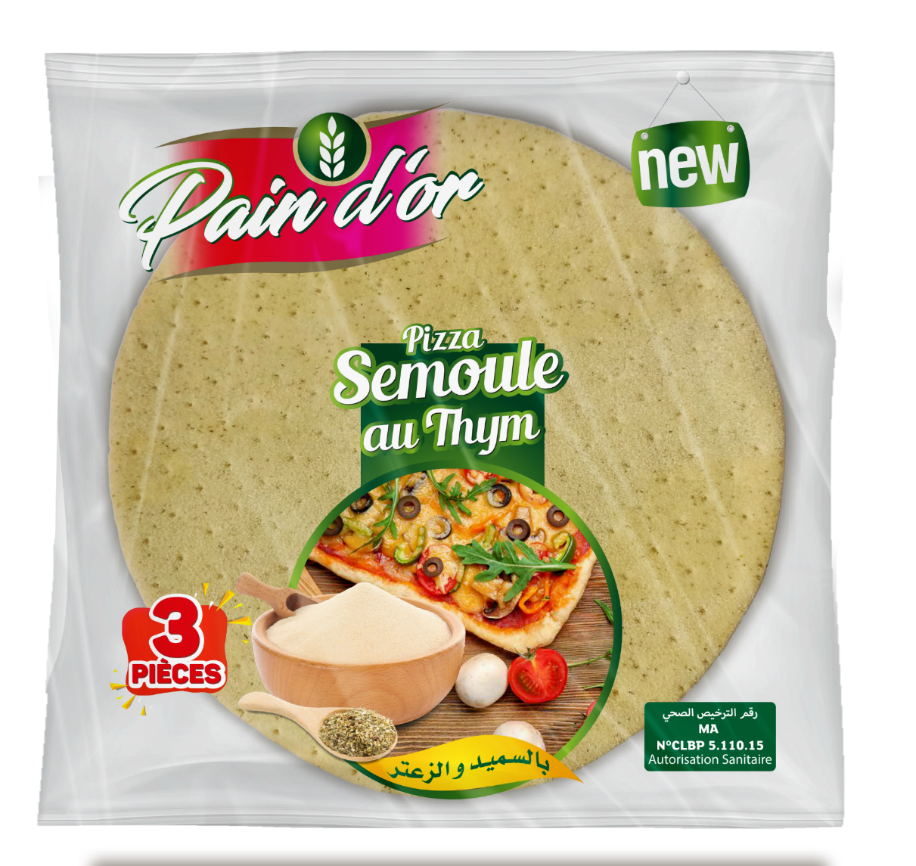 Pain d'or
new
Pizza
Semoule
au Thym
3
PIÈCES
بالسميد و الزعتر
رقم الترخيص الصحي
MA
N°CLBP 5.110.15
Autorisation Sanitaire